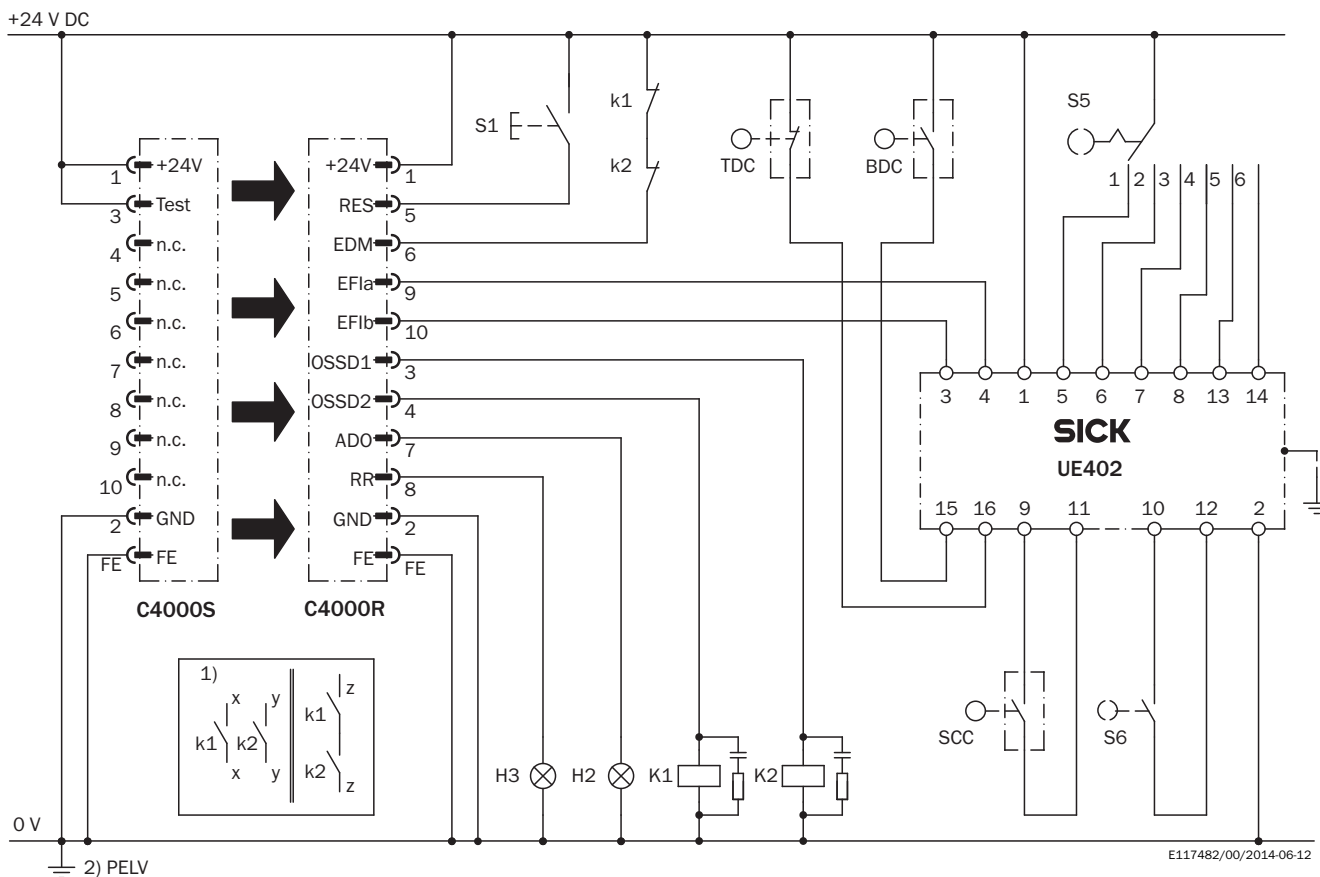 +24 V DC
S1
k1
k2
TDC
BDC
S5
1 2 3 4 5 6
1 +24V
3 Test
4 n.c.
5 n.c.
6 n.c.
7 n.c.
8 n.c.
9 n.c.
10 n.c.
2 GND
FE FE
C4000S
+24V 1
RES 5
EDM 6
EFIa 9
EFIb 10
OSSD1 3
OSSD2 4
ADO 7
RR 8
GND 2
FE FE
C4000R
3 4 1 5 6 7 8 13 14
SICK
UE402
15 16 9 11 10 12 2
1)
x y z
k1 k2 k1
k2
x y z
H3 H2 K1 K2
SCC S6
0 V
2) PELV
E117482/00/2014-06-12